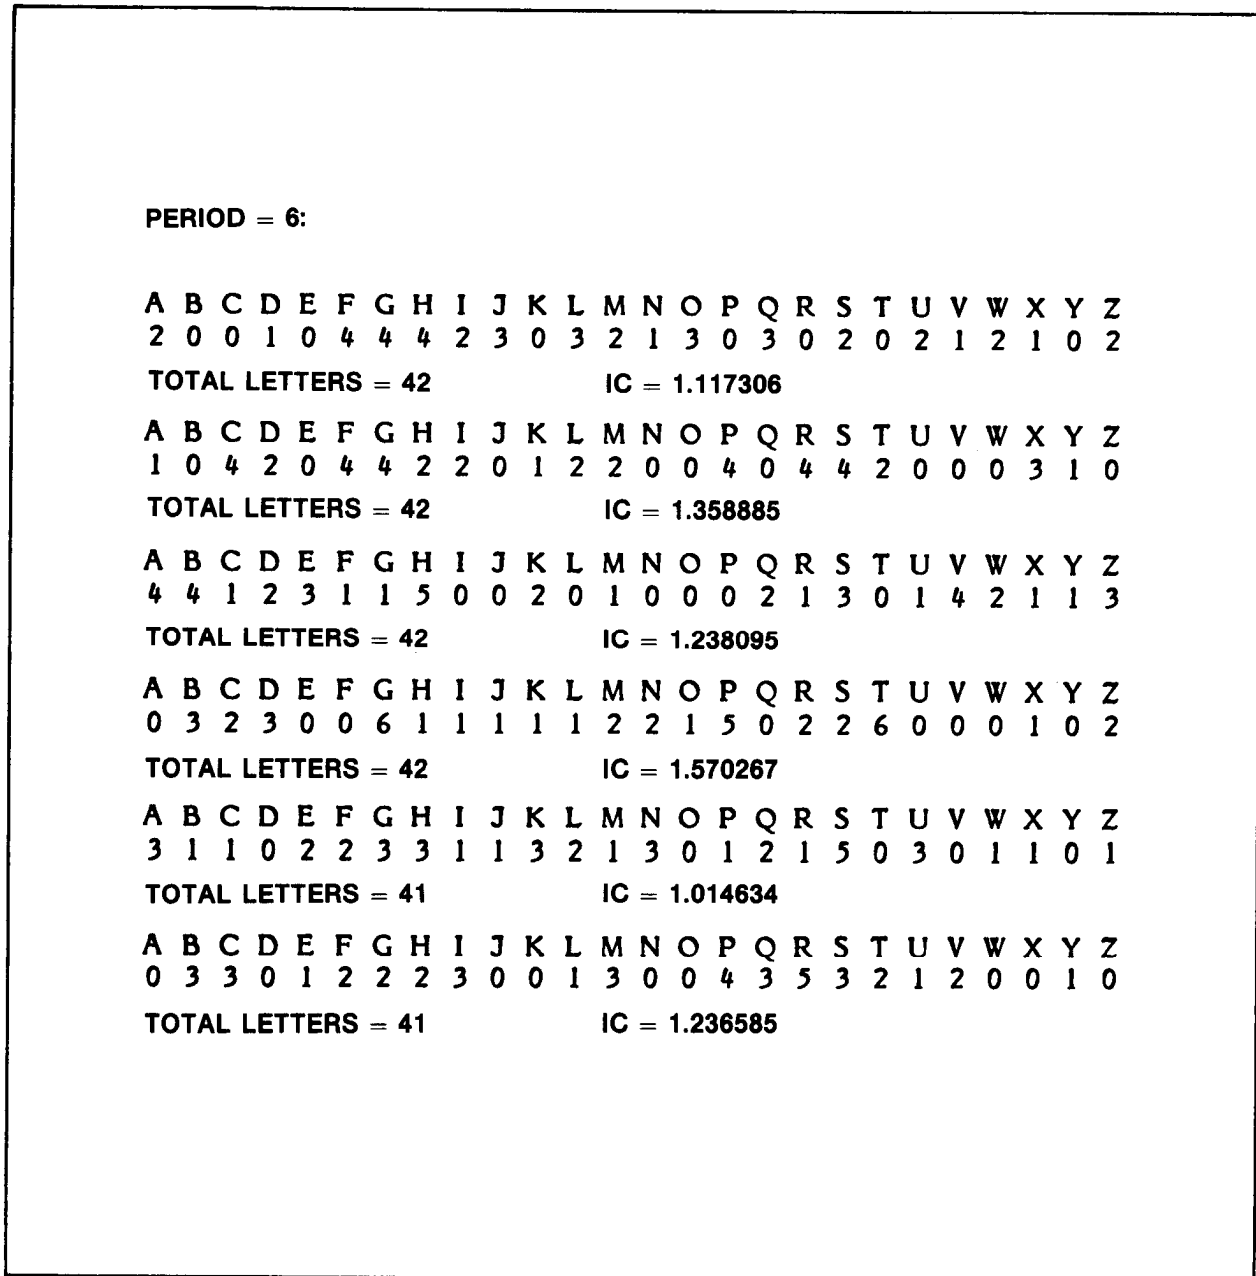 PERIOD = 6:
A B C D E F G H I J K L M N O P Q R S T U V W X Y Z
2 0 0 1 0 4 4 4 2 3 0 3 2 1 3 0 3 0 2 0 2 1 2 1 0 2
TOTAL LETTERS = 42 IC = 1.117306
A B C D E F G H I J K L M N O P Q R S T U V W X Y Z
1 0 4 2 0 4 4 2 2 0 1 2 2 0 0 4 0 4 4 2 0 0 0 3 1 0
TOTAL LETTERS = 42 IC = 1.358885
A B C D E F G H I J K L M N O P Q R S T U V W X Y Z
4 4 1 2 3 1 1 5 0 0 2 0 1 0 0 0 2 1 3 0 1 4 2 1 1 3
TOTAL LETTERS = 42 IC = 1.238095
A B C D E F G H I J K L M N O P Q R S T U V W X Y Z
0 3 2 3 0 0 6 1 1 1 1 1 2 2 1 5 0 2 2 6 0 0 0 1 0 2
TOTAL LETTERS = 42 IC = 1.570267
A B C D E F G H I J K L M N O P Q R S T U V W X Y Z
3 1 1 0 2 2 3 3 1 1 3 2 1 3 0 1 2 1 5 0 3 0 1 1 0 1
TOTAL LETTERS = 41 IC = 1.014634
A B C D E F G H I J K L M N O P Q R S T U V W X Y Z
0 3 3 0 1 2 2 2 3 0 0 1 3 0 0 4 3 5 3 2 1 2 0 0 1 0
TOTAL LETTERS = 41 IC = 1.236585